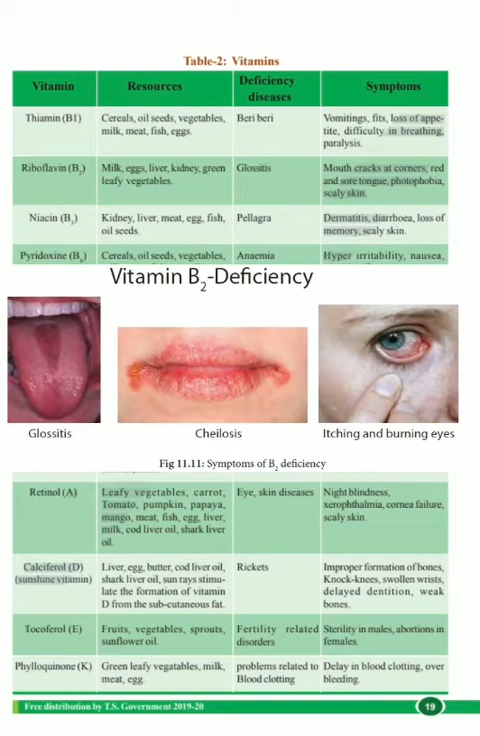 Table-2: Vitamins
Vitamin Resources Deficiency diseases Symptoms
Thiamin (B1) Cereals, oil seeds, vegetables, Beri beri Vomitings, fits, loss of appe-
milk, meat, fish, eggs. tite, difficulty in breathing,
paralysis.
Riboflavin (B2) Milk, eggs, liver, kidney, green Glossitis Mouth cracks at corners, red
leafy vegetables. and sore tongue, photophobia,
scaly skin.
Niacin (B3) Kidney, liver, meat, egg, fish, Pellagra Dermatitis, diarrhoea, loss of
oil seeds. memory, scaly skin.
Pyridoxine (B6) Cereals, oil seeds, vegetables, Anaemia Hyper irritability, nausea,
Vitamin B2-Deficiency
Glossitis Cheilosis Itching and burning eyes
Fig 11.11: Symptoms of B2 deficiency
Retinol (A) Leafy vegetables, carrot, Eye, skin diseases Night blindness,
Tomato, pumpkin, papaya, xerophthalmia, cornea failure,
mango, meat, fish, egg, liver, scaly skin.
milk, cod liver oil, shark liver
oil.
Calciferol (D) Liver, egg, butter, cod liver oil, Rickets Improper formation of bones,
(sunshine vitamin) shark liver oil, sun rays stimu- Knock-knees, swollen wrists,
late the formation of vitamin delayed dentition, weak
D from the sub-cutaneous fat. bones.
Tocoferol (E) Fruits, vegetables, sprouts, Fertility related Sterility in males, abortions in
sunflower oil. disorders females.
Phylloquinone (K) Green leafy vegatables, milk, problems related to Delay in blood clotting, over
meat, egg. Blood clotting bleeding.
Free distribution by T.S. Government 2019-20 19